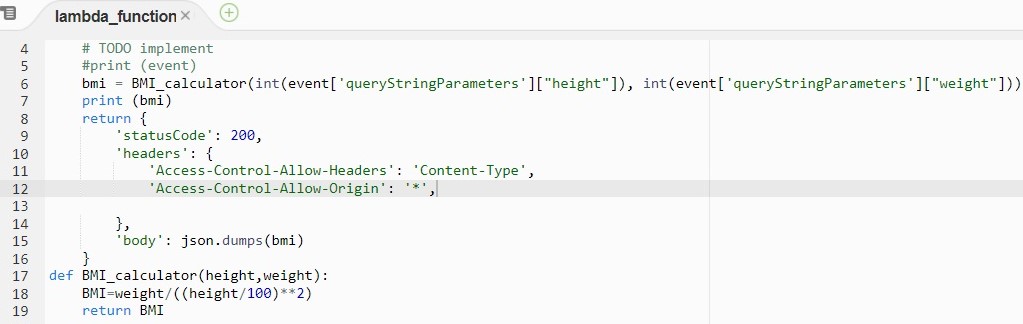 lambda_function ×
4 # TODO implement
5 #print (event)
6 bmi = BMI_calculator(int(event['queryStringParameters']["height"]), int(event['queryStringParameters']["weight"]))
7 print (bmi)
8 return {
9 'statusCode': 200,
10 'headers': {
11 'Access-Control-Allow-Headers': 'Content-Type',
12 'Access-Control-Allow-Origin': '*',
13
14 },
15 'body': json.dumps(bmi)
16 }
17 def BMI_calculator(height,weight):
18 BMI=weight/((height/100)**2)
19 return BMI